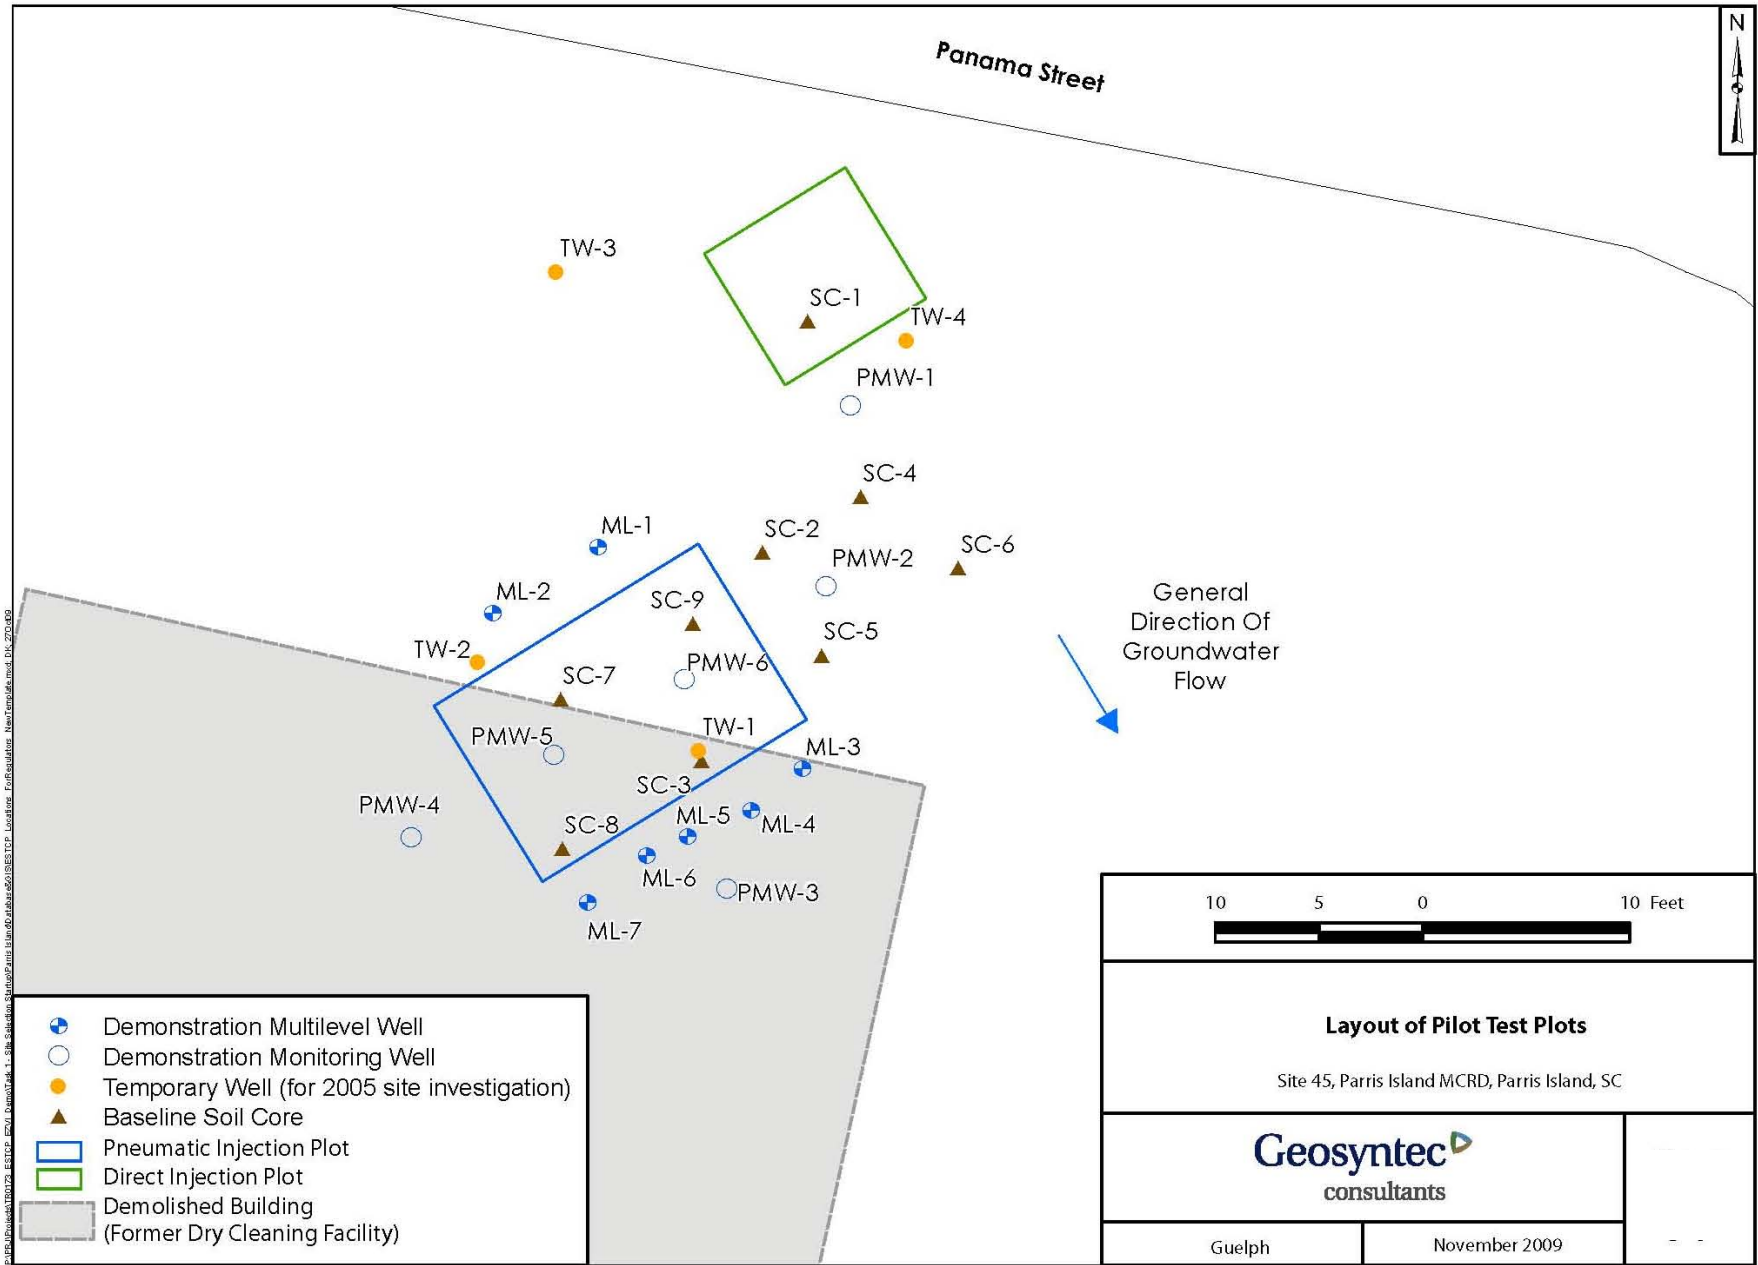 Panama Street
N
TW-3
SC-1
TW-4
PMW-1
SC-4
ML-1
SC-2
PMW-2
SC-6
ML-2
SC-9
SC-5
TW-2
PMW-6
SC-7
General
Direction Of
Groundwater
Flow
PMW-5
TW-1
ML-3
SC-3
PMW-4
ML-5
ML-4
SC-8
ML-6
PMW-3
ML-7
10 5 0 10 Feet
Layout of Pilot Test Plots
Site 45, Parris Island MCRD, Parris Island, SC
Geosyntec
consultants
Guelph
November 2009
Demonstration Multilevel Well
Demonstration Monitoring Well
Temporary Well (for 2005 site investigation)
Baseline Soil Core
Pneumatic Injection Plot
Direct Injection Plot
Demolished Building
(Former Dry Cleaning Facility)